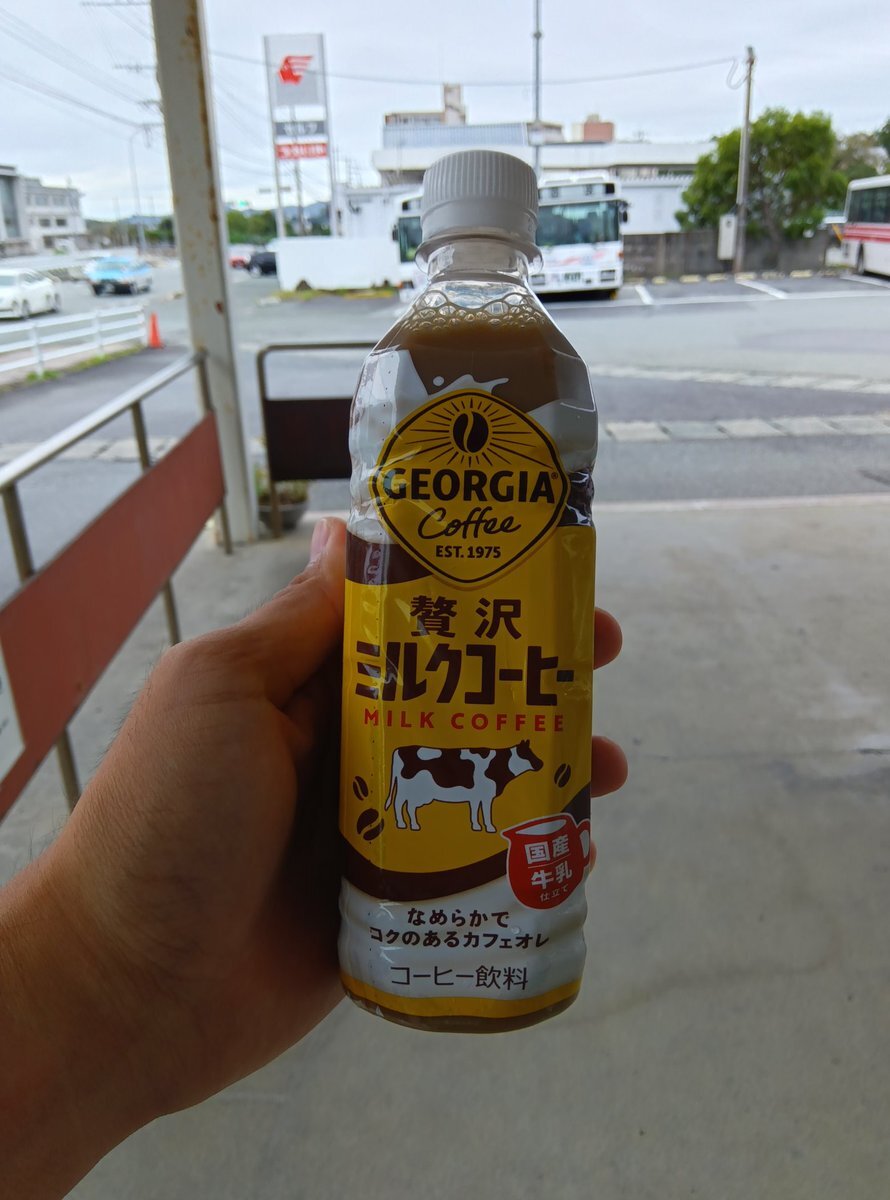 GEORGIA®
Coffee
EST. 1975
贅沢
ミルクコーヒー
MILK COFFEE
国産
牛乳
仕立て
なめらかで
コクのあるカフェオレ
コーヒー飲料